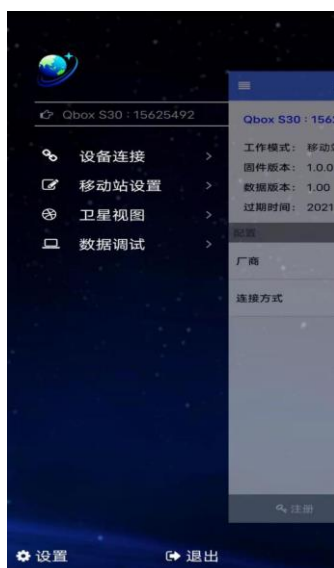 Qbox S30 : 15625492
设备连接
移动站设置
卫星视图
数据调试
设置
退出
Qbox S30 : 156
工作模式： 移动站
固件版本： 1.0.0
数据版本： 1.00
过期时间： 2021
配置
厂商
连接方式
注册